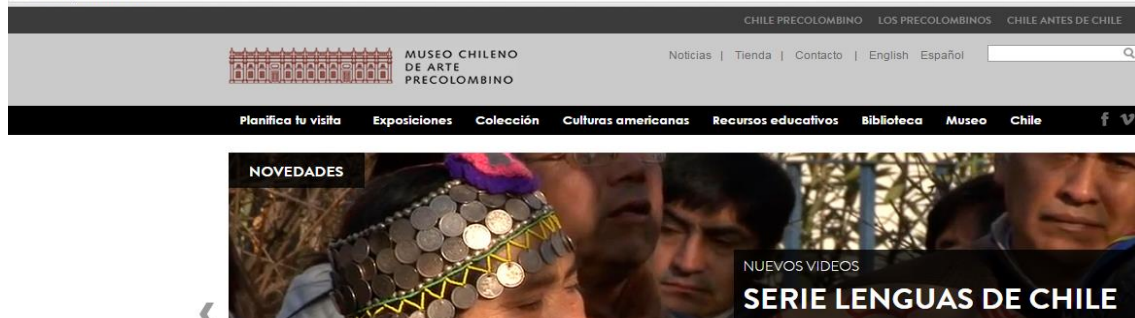 CHILE PRECOLOMBINO LOS PRECOLOMBINOS CHILE ANTES DE CHILE
MUSEO CHILENO
DE ARTE
PRECOLOMBINO
Noticias | Tienda | Contacto | English Español
Planifica tu visita Exposiciones Colección Culturas americanas Recursos educativos Biblioteca Museo Chile
NOVEDADES
NUEVOS VIDEOS
SERIE LENGUAS DE CHILE